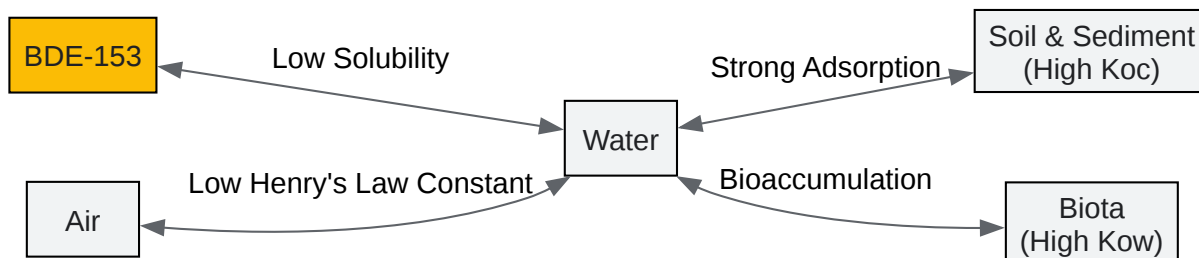 BDE-153
Low Solubility
Strong Adsorption
Soil & Sediment
(High Koc)
Water
Air
Low Henry's Law Constant
Bioaccumulation
Biota
(High Kow)